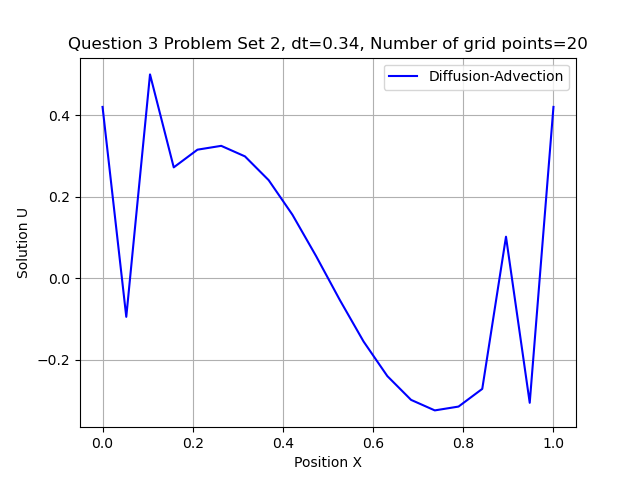 Question 3 Problem Set 2, dt=0.34, Number of grid points=20
Diffusion-Advection
Solution U
0.4
0.2
0.0
−0.2
0.0 0.2 0.4 0.6 0.8 1.0
Position X